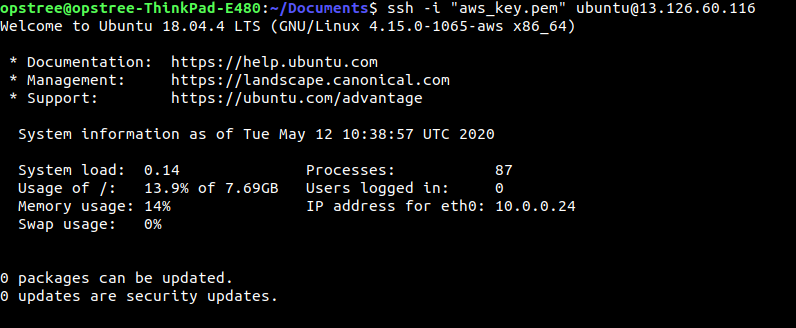 opstree@opstree-ThinkPad-E480:~/Documents$ ssh -i "aws_key.pem" ubuntu@13.126.60.116
Welcome to Ubuntu 18.04.4 LTS (GNU/Linux 4.15.0-1065-aws x86_64)
* Documentation:  https://help.ubuntu.com
* Management:     https://landscape.canonical.com
* Support:        https://ubuntu.com/advantage
System information as of Tue May 12 10:38:57 UTC 2020
System load:  0.14               Processes:           87
Usage of /:   13.9% of 7.69GB   Users logged in:     0
Memory usage: 14%                IP address for eth0: 10.0.0.24
Swap usage:   0%
0 packages can be updated.
0 updates are security updates.